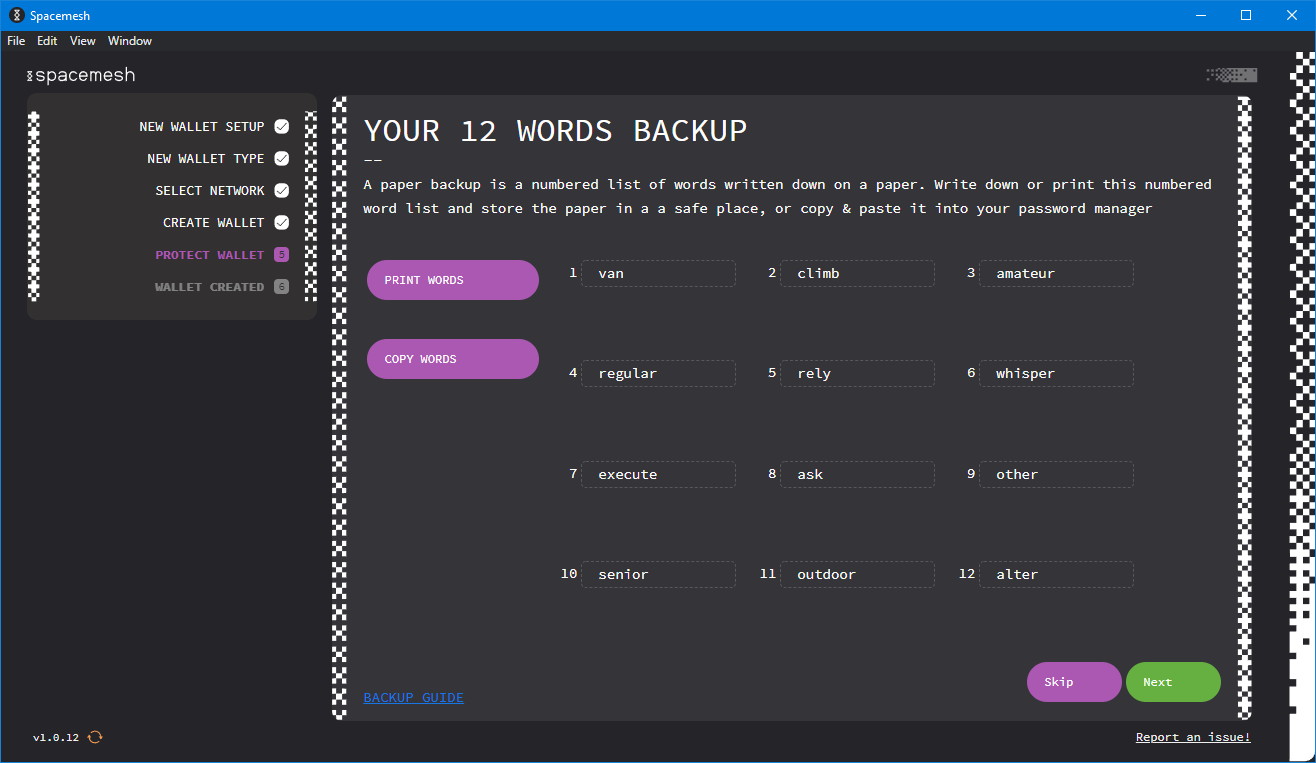 Spacemesh
File Edit View Window
spacemesh
NEW WALLET SETUP
NEW WALLET TYPE
SELECT NETWORK
CREATE WALLET
PROTECT WALLET 5
WALLET CREATED 6
YOUR 12 WORDS BACKUP
--
A paper backup is a numbered list of words written down on a paper. Write down or print this numbered
word list and store the paper in a a safe place, or copy & paste it into your password manager
PRINT WORDS
COPY WORDS
1 van 2 climb 3 amateur
4 regular 5 rely 6 whisper
7 execute 8 ask 9 other
10 senior 11 outdoor 12 alter
BACKUP GUIDE
Skip Next
v1.0.12
Report an issue!